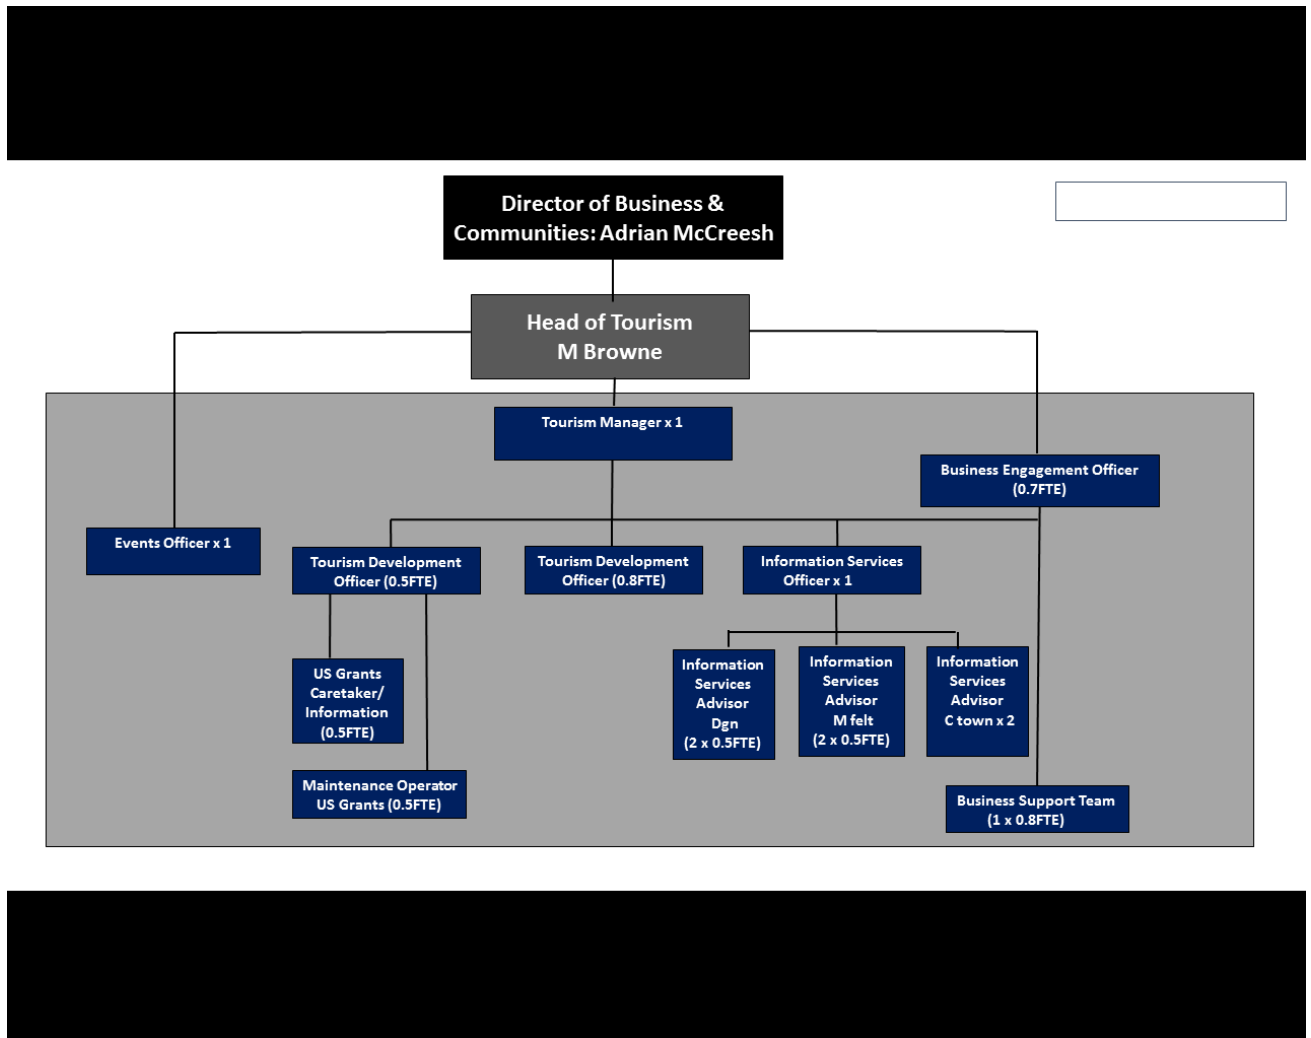 Director of Business &
Communities: Adrian McCreesh
Head of Tourism
M Browne
Tourism Manager x 1
Business Engagement Officer
(0.7FTE)
Events Officer x 1
Tourism Development
Officer (0.5FTE)
Tourism Development
Officer (0.8FTE)
Information Services
Officer x 1
US Grants
Caretaker/
Information
(0.5FTE)
Information
Services
Advisor
Dgn
(2 x 0.5FTE)
Information
Services
Advisor
M felt
(2 x 0.5FTE)
Information
Services
Advisor
C town x 2
Maintenance Operator
US Grants (0.5FTE)
Business Support Team
(1 x 0.8FTE)